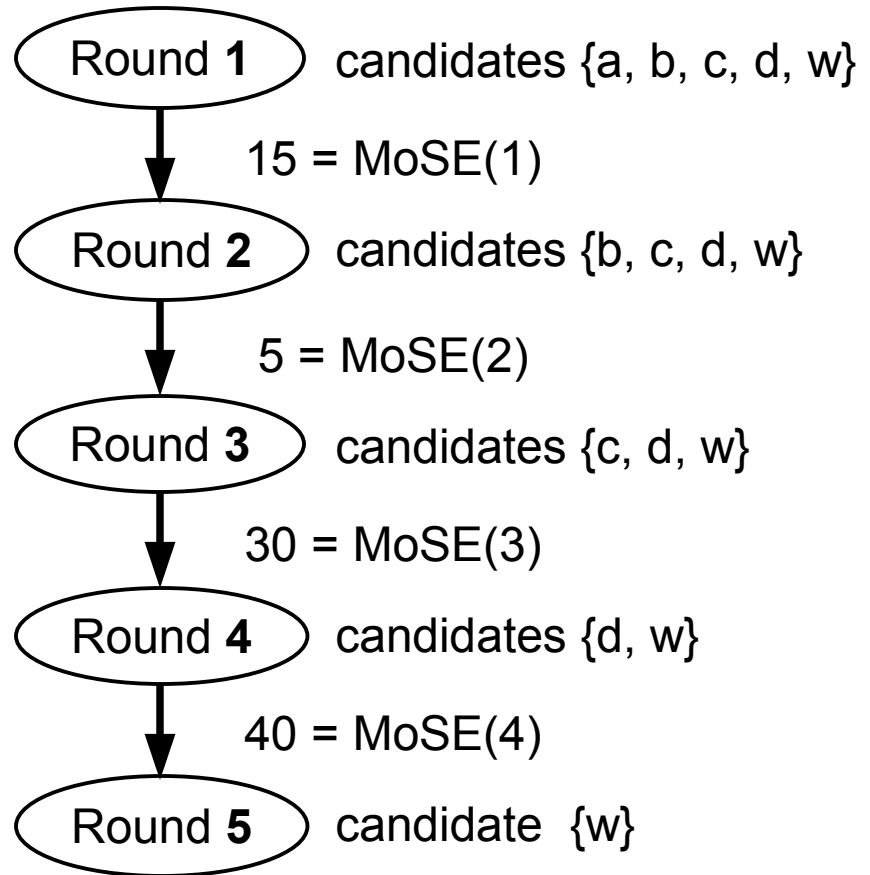 Round 1 candidates {a, b, c, d, w}
15 = MoSE(1)
Round 2 candidates {b, c, d, w}
5 = MoSE(2)
Round 3 candidates {c, d, w}
30 = MoSE(3)
Round 4 candidates {d, w}
40 = MoSE(4)
Round 5 candidate {w}